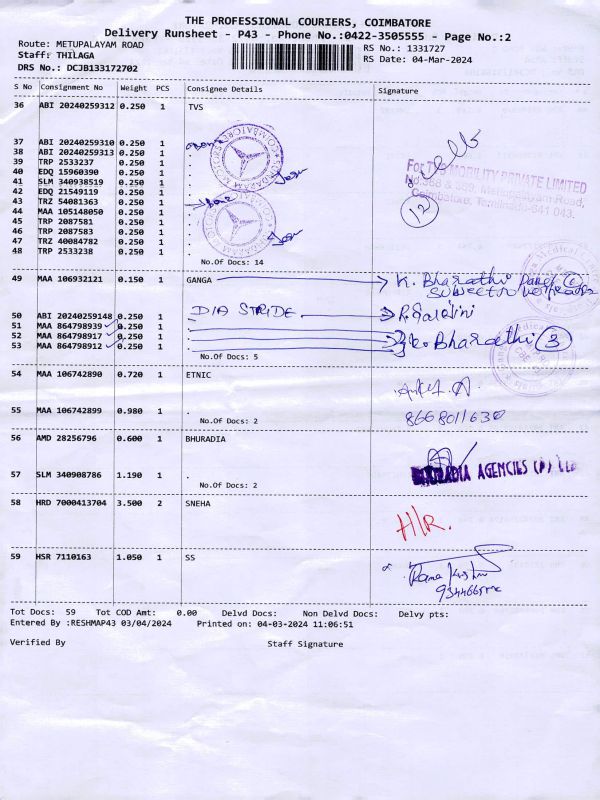 THE PROFESSIONAL COURIERS, COIMBATORE
Delivery Runsheet - P43 - Phone No.:0422-3505555 - Page No.:2
Route: METUPALAYAM ROAD RS No.: 1331727
Staff: THILAGA RS Date: 04-Mar-2024
DRS No.: DCJB133172702
S No Consignment No Weight PCS Consignee Details Signature
36 ABI 20240259312 0.250 1 TVS
37 ABI 20240259310 0.250 1 .
38 ABI 20240259313 0.250 1 .
39 TRP 2533237 0.250 1 .
40 EDQ 15960390 0.250 1 .
41 SLM 340938519 0.250 1 .
42 EDQ 21549119 0.250 1 .
43 TRZ 54081363 0.250 1 .
44 MAA 105148050 0.250 1 .
45 TRP 2087581 0.250 1 .
46 TRP 2087583 0.250 1 .
47 TRZ 40084782 0.250 1 .
48 TRP 2533238 0.250 1 .
No.Of Docs: 14
For TVS MOBILITY PRIVATE LIMITED
Coimbatore, Tamilnadu-641 043.
12
49 MAA 106932121 0.150 1 GANGA K. Bharathi
DIA STRIDE
50 ABI 20240259148 0.250 1 .
51 MAA 864798939 0.250 1 .
52 MAA 864798917 0.250 1 .
53 MAA 864798912 0.250 1 . Bharathi 3
No.Of Docs: 5
54 MAA 106742890 0.720 1 ETNIC
55 MAA 106742899 0.980 1 . 8668011630
No.Of Docs: 2
56 AMD 28256796 0.600 1 BHURADIA
BHURADIA AGENCIES (P) LTD
57 SLM 340908786 1.190 1 .
No.Of Docs: 2
58 HRD 7000413704 3.500 2 SNEHA
H/R.
59 HSR 7110163 1.050 1 SS
Tot Docs: 59 Tot COD Amt: 0.00 Delvd Docs: Non Delvd Docs: Delvy pts:
Entered By :RESHMAP43 03/04/2024 Printed on: 04-03-2024 11:06:51
Verified By Staff Signature